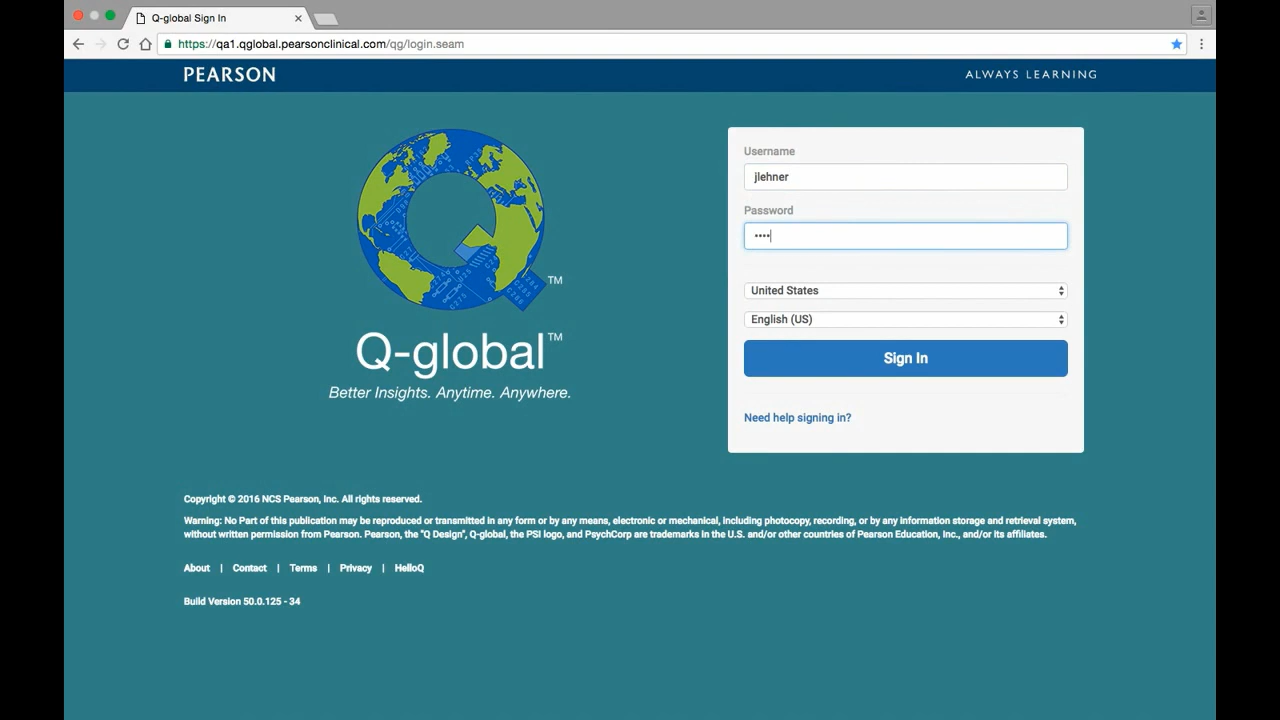 Q-global Sign In
https://qa1.qglobal.pearsonclinical.com/qg/login.seam
PEARSON
ALWAYS LEARNING
Username
jlehner
Password
••••
United States
English (US)
Sign In
Need help signing in?
Q-global™
Better Insights. Anytime. Anywhere.
TM
Copyright © 2016 NCS Pearson, Inc. All rights reserved.
Warning: No Part of this publication may be reproduced or transmitted in any form or by any means, electronic or mechanical, including photocopy, recording, or by any information storage and retrieval system,
without written permission from Pearson. Pearson, the "Q Design", Q-global, the PSI logo, and PsychCorp are trademarks in the U.S. and/or other countries of Pearson Education, Inc., and/or its affiliates.
About | Contact | Terms | Privacy | HelloQ
Build Version 50.0.125 - 34